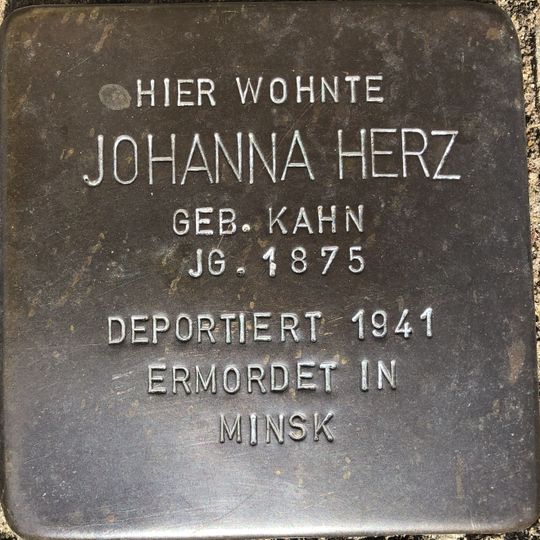 HIER WOHNTE
JOHANNA HERZ
GEB. KAHN
JG. 1875
DEPORTIERT 1941
ERMORDET IN
MINSK